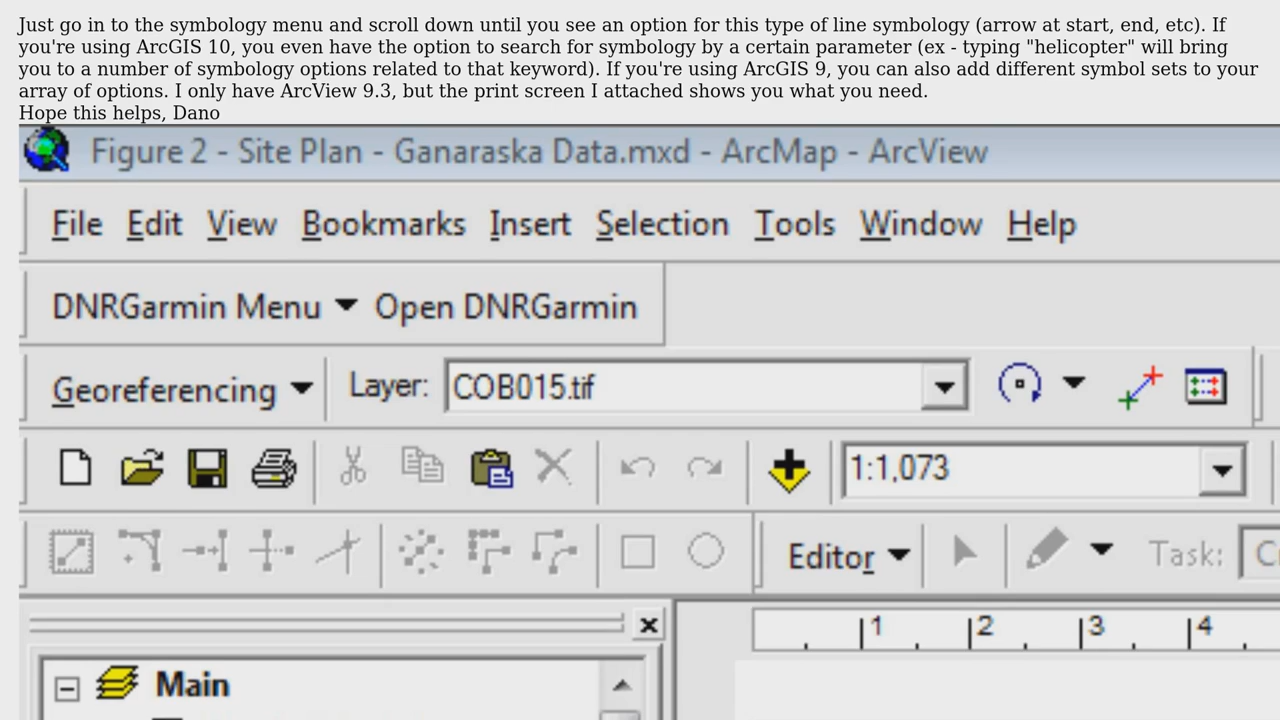 Just go in to the symbology menu and scroll down until you see an option for this type of line symbology (arrow at start, end, etc). If
you're using ArcGIS 10, you even have the option to search for symbology by a certain parameter (ex - typing "helicopter" will bring
you to a number of symbology options related to that keyword). If you're using ArcGIS 9, you can also add different symbol sets to your
array of options. I only have ArcView 9.3, but the print screen I attached shows you what you need.
Hope this helps, Dano
Figure 2 - Site Plan - Ganaraska Data.mxd - ArcMap - ArcView
File Edit View Bookmarks Insert Selection Tools Window Help
DNRGarmin Menu Open DNRGarmin
Georeferencing Layer: COB015.tif
1:1,073
Editor Task:
1 2 3 4
Main